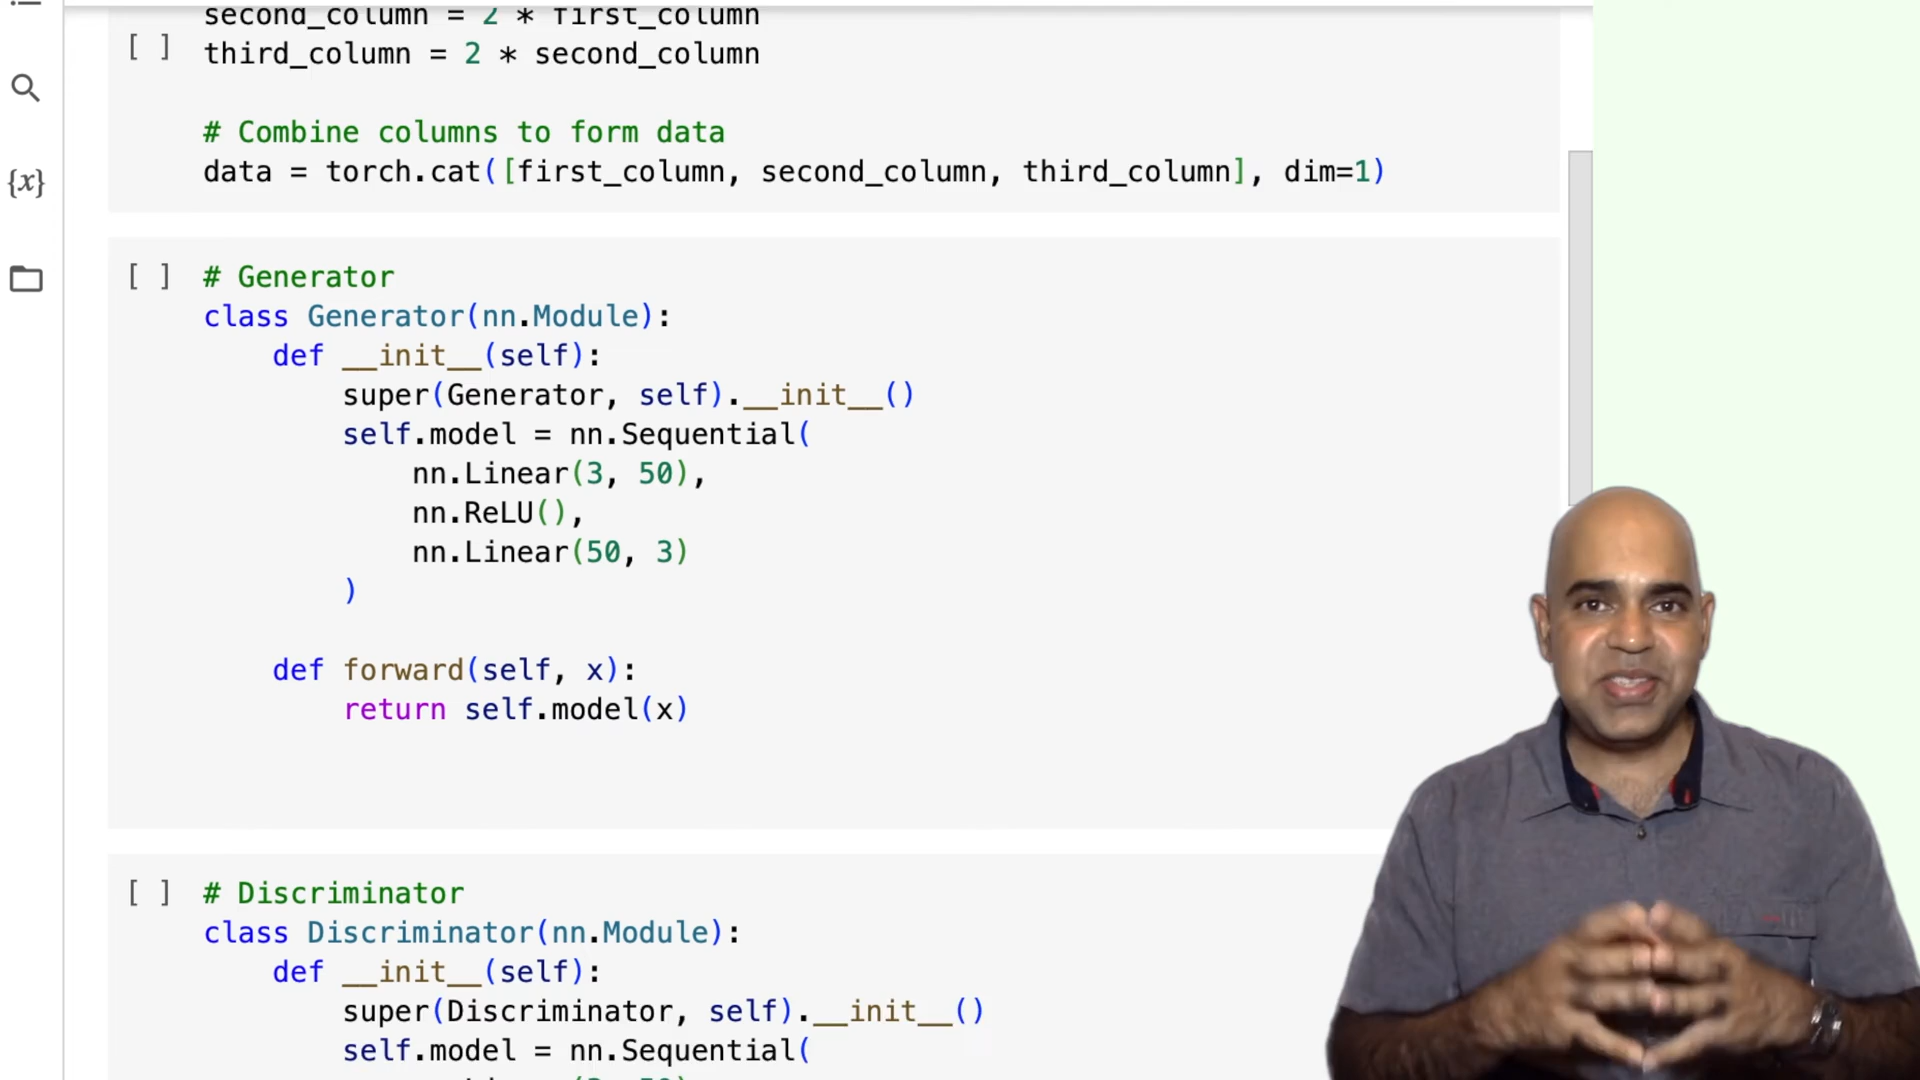 second_column = 2 * first_column
[ ] third_column = 2 * second_column
{x}
# Combine columns to form data
data = torch.cat([first_column, second_column, third_column], dim=1)
[ ] # Generator
class Generator(nn.Module):
def __init__(self):
super(Generator, self).__init__()
self.model = nn.Sequential(
nn.Linear(3, 50),
nn.ReLU(),
nn.Linear(50, 3)
)
def forward(self, x):
return self.model(x)
[ ] # Discriminator
class Discriminator(nn.Module):
def __init__(self):
super(Discriminator, self).__init__()
self.model = nn.Sequential(